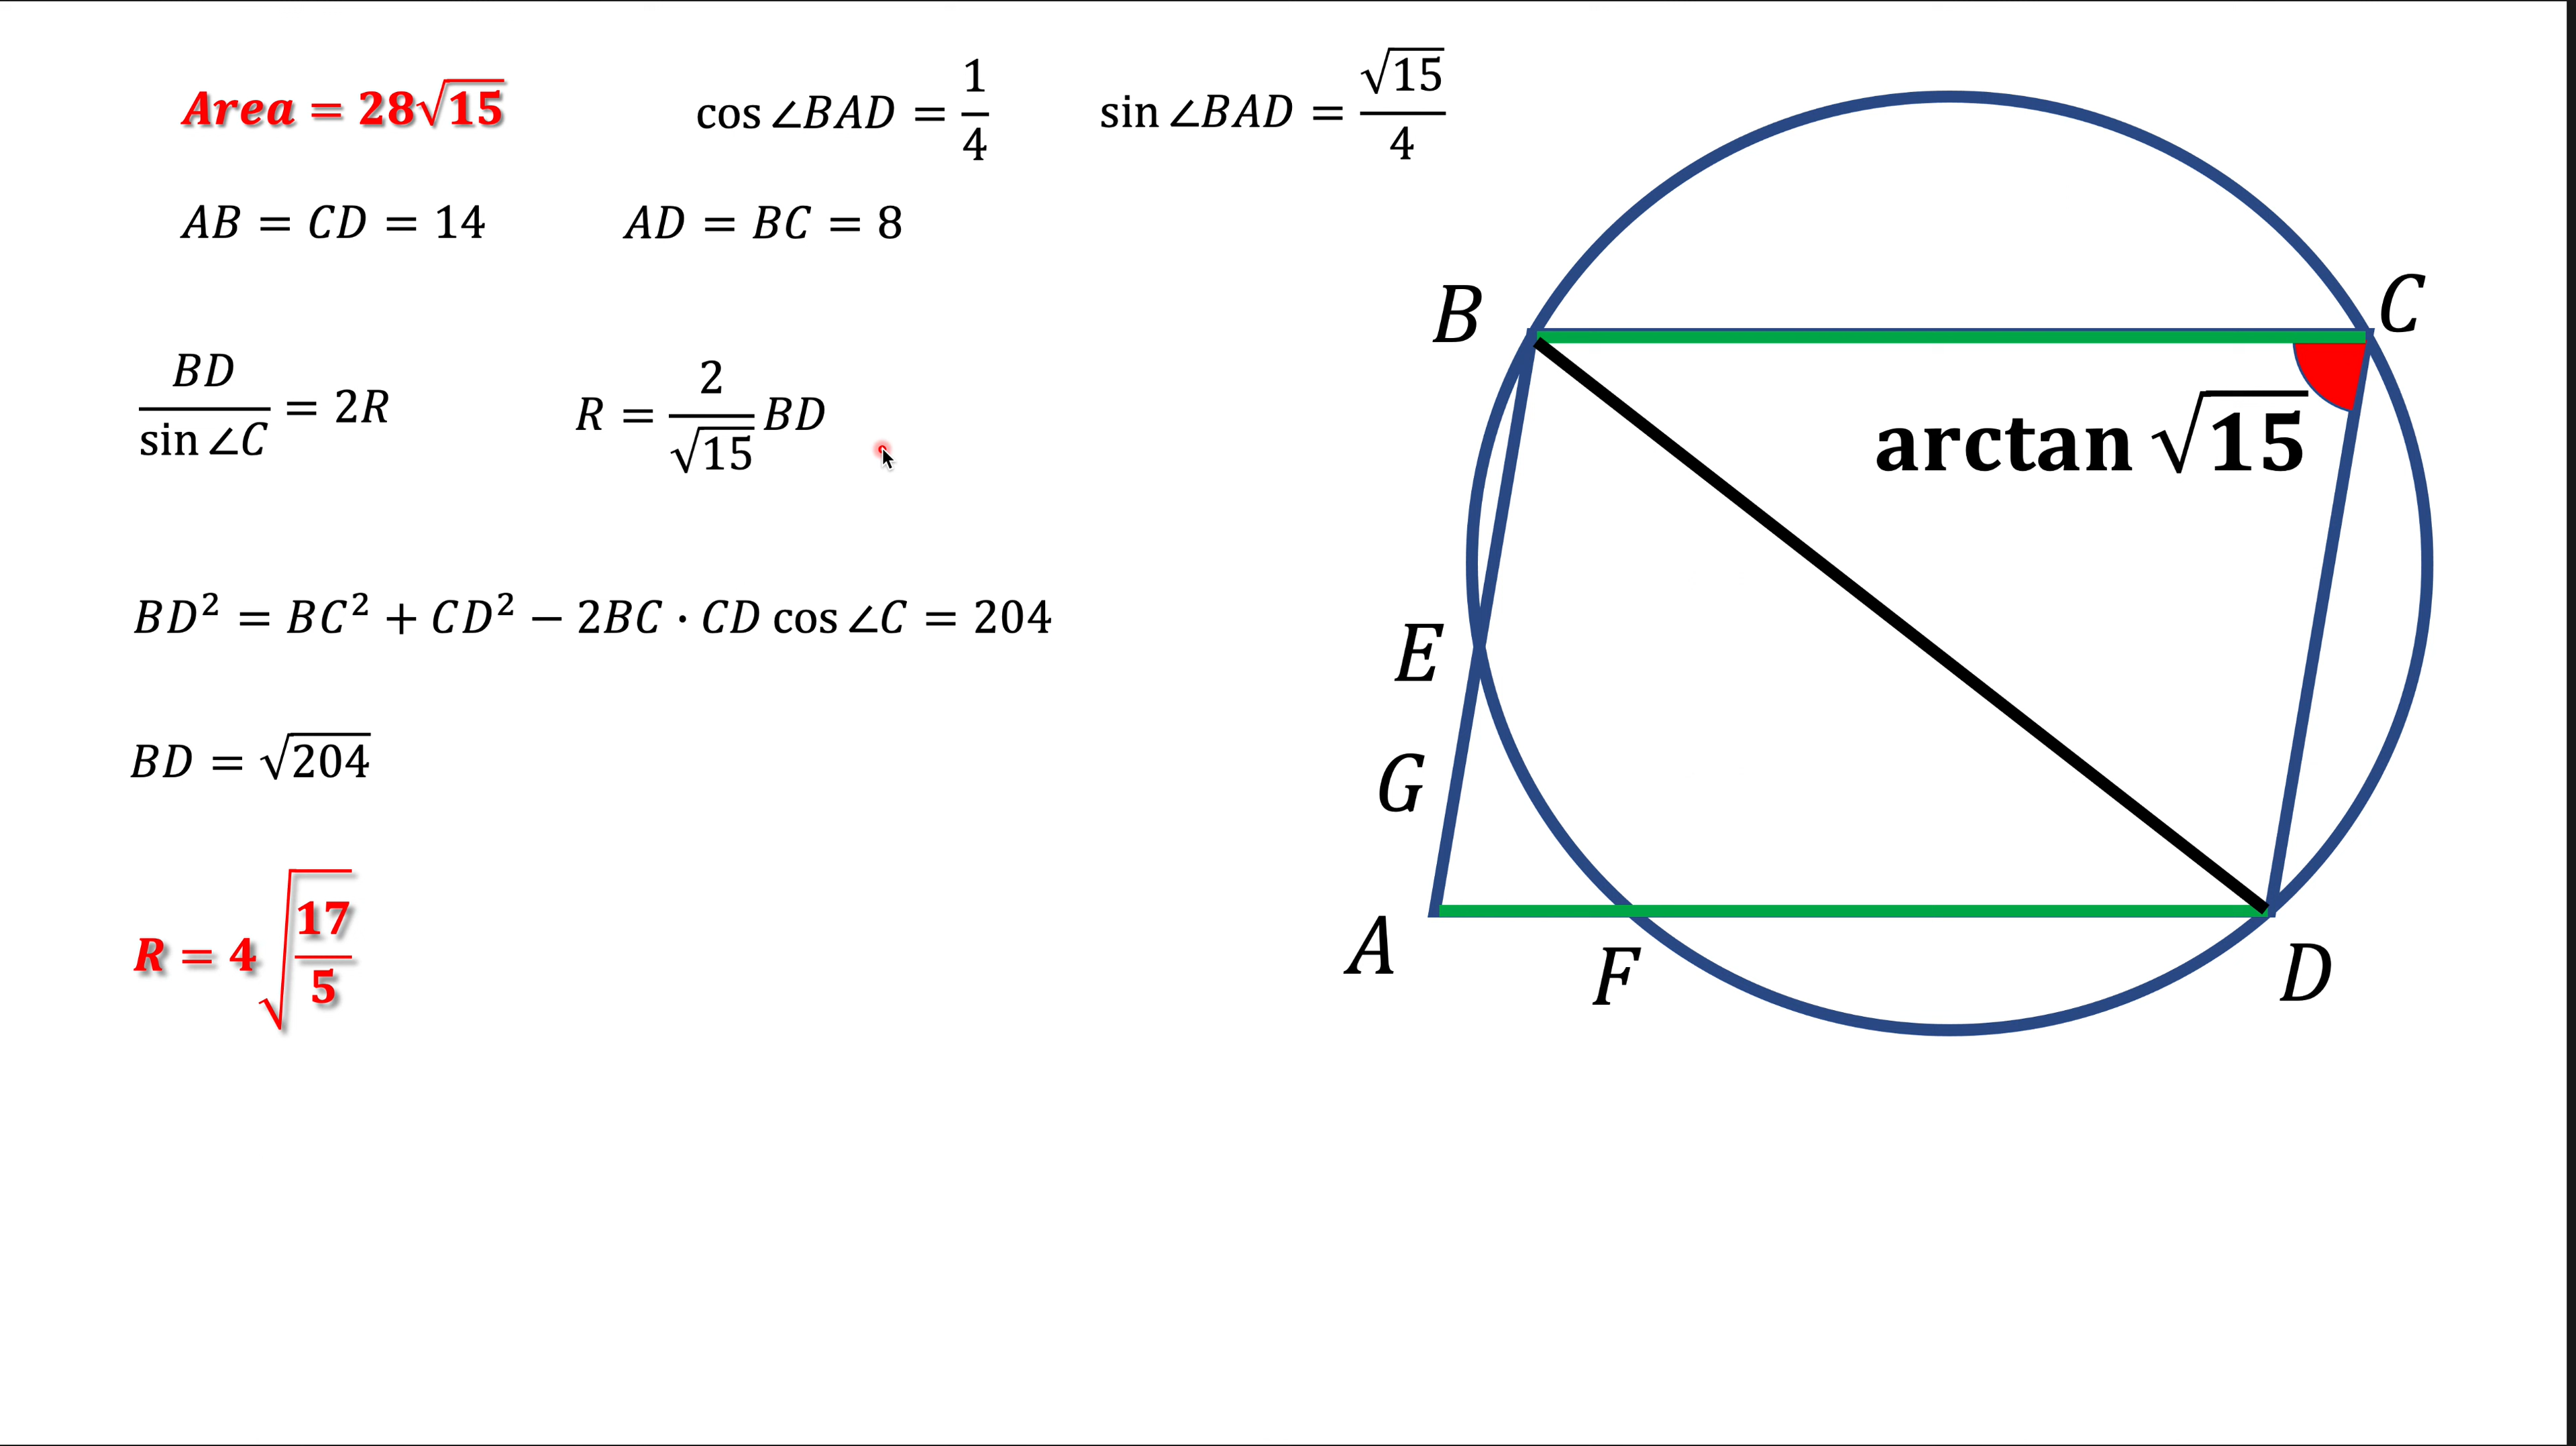 Area = 28√15 cos ∠BAD = 1/4 sin ∠BAD = √15/4
AB = CD = 14 AD = BC = 8
BD/sin ∠C = 2R R = 2/√15 BD
BD² = BC² + CD² − 2BC · CD cos ∠C = 204
BD = √204
R = 4√(17/5)
B
C
arctan √15
E
G
A
F
D